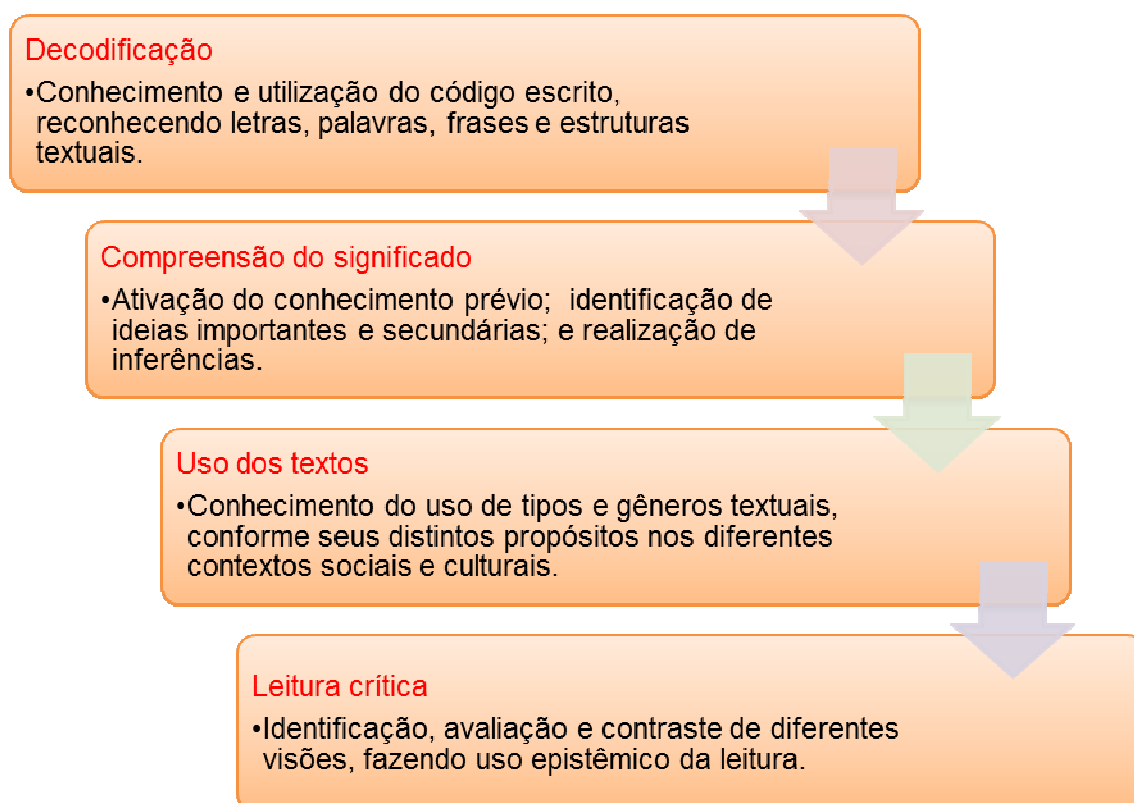 Decodificação
•Conhecimento e utilização do código escrito,
reconhecendo letras, palavras, frases e estruturas
textuais.
Compreensão do significado
•Ativação do conhecimento prévio; identificação de
ideias importantes e secundárias; e realização de
inferências.
Uso dos textos
•Conhecimento do uso de tipos e gêneros textuais,
conforme seus distintos propósitos nos diferentes
contextos sociais e culturais.
Leitura crítica
•Identificação, avaliação e contraste de diferentes
visões, fazendo uso epistêmico da leitura.